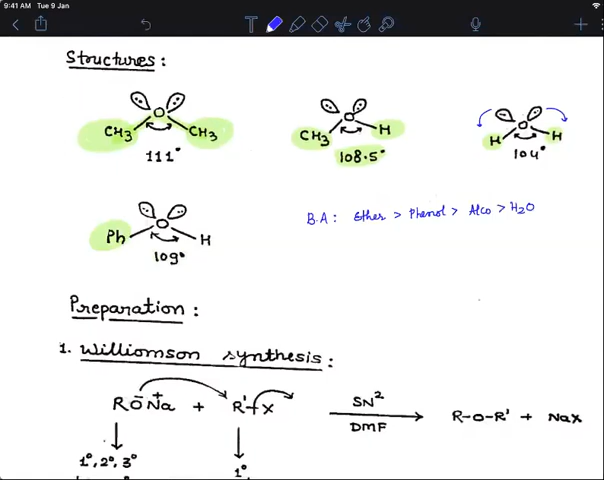 9:41 AM Tue 9 Jan
Structures:
CH3 O CH3
111°
CH3 O H
108.5°
H O H
104°
Ph O H
109°
B.A: Ether > Phenol > Alco > H2O
Preparation:
1. Williomson synthesis:
RO⁻ Na⁺ + R'-X SN2 DMF R-O-R' + Nax
1°, 2°, 3° 1°,